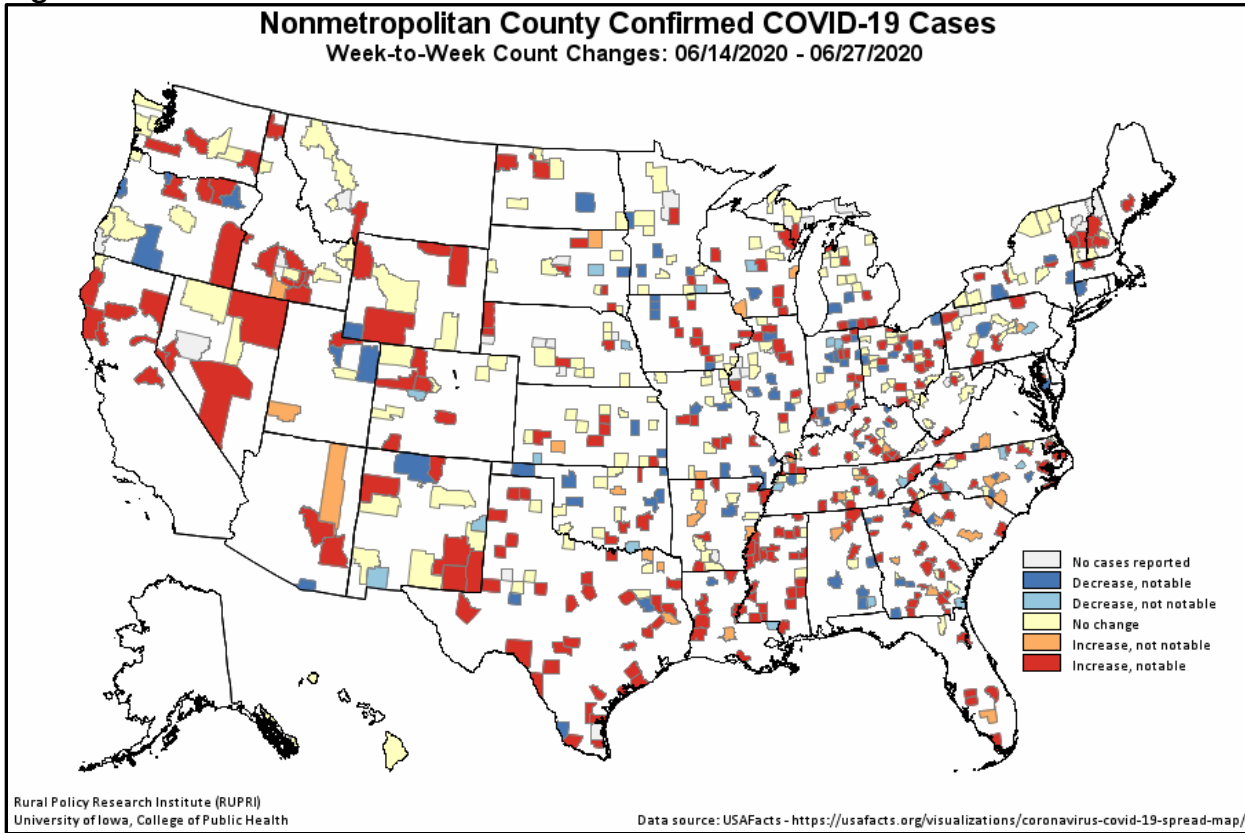 Nonmetropolitan County Confirmed COVID-19 Cases
Week-to-Week Count Changes: 06/14/2020 - 06/27/2020
No cases reported
Decrease, notable
Decrease, not notable
No change
Increase, not notable
Increase, notable
Rural Policy Research Institute (RUPRI)
University of Iowa, College of Public Health
Data source: USAFacts - https://usafacts.org/visualizations/coronavirus-covid-19-spread-map/